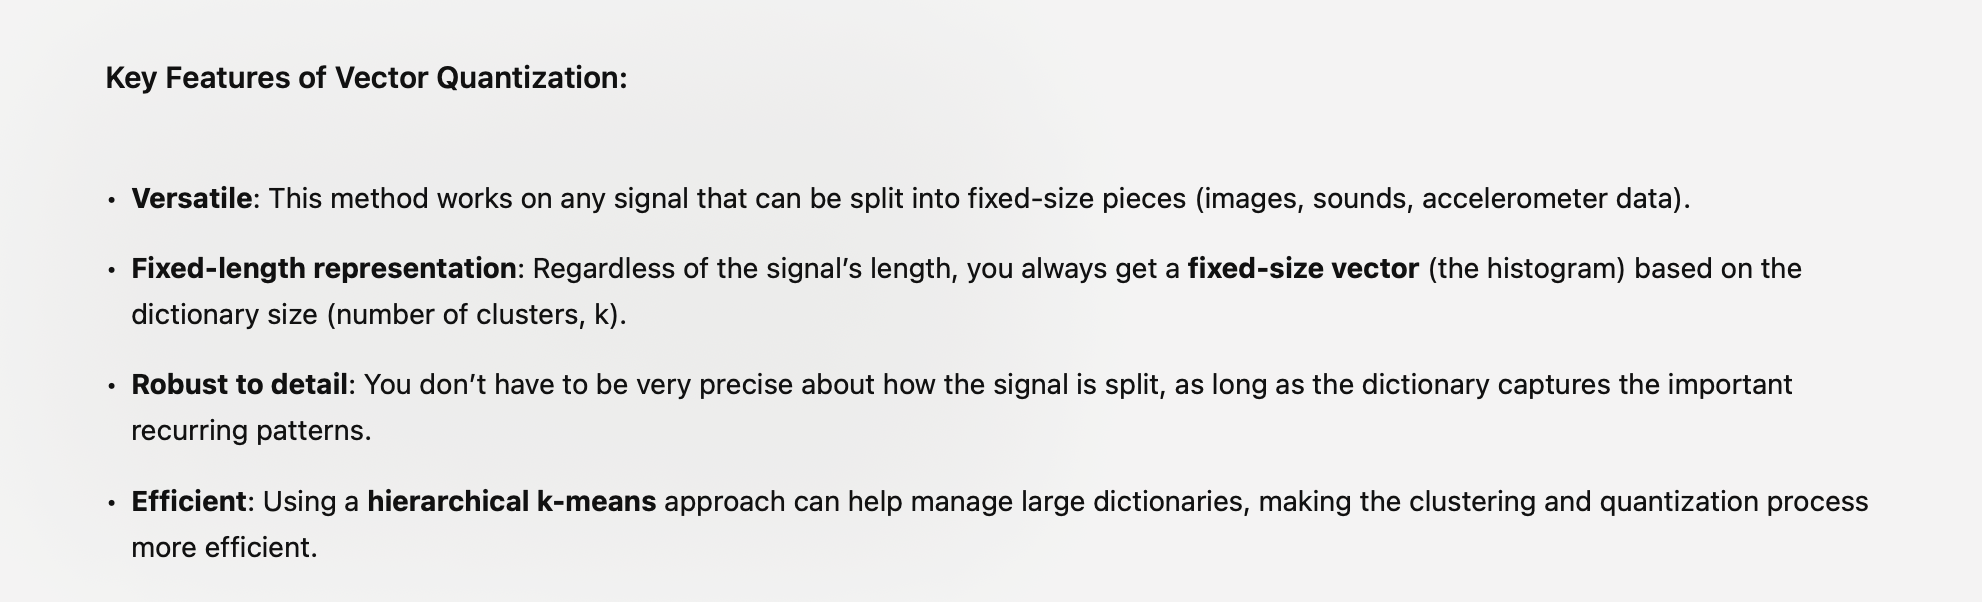 Key Features of Vector Quantization:
• Versatile: This method works on any signal that can be split into fixed-size pieces (images, sounds, accelerometer data).
• Fixed-length representation: Regardless of the signal’s length, you always get a fixed-size vector (the histogram) based on the
dictionary size (number of clusters, k).
• Robust to detail: You don’t have to be very precise about how the signal is split, as long as the dictionary captures the important
recurring patterns.
• Efficient: Using a hierarchical k-means approach can help manage large dictionaries, making the clustering and quantization process
more efficient.